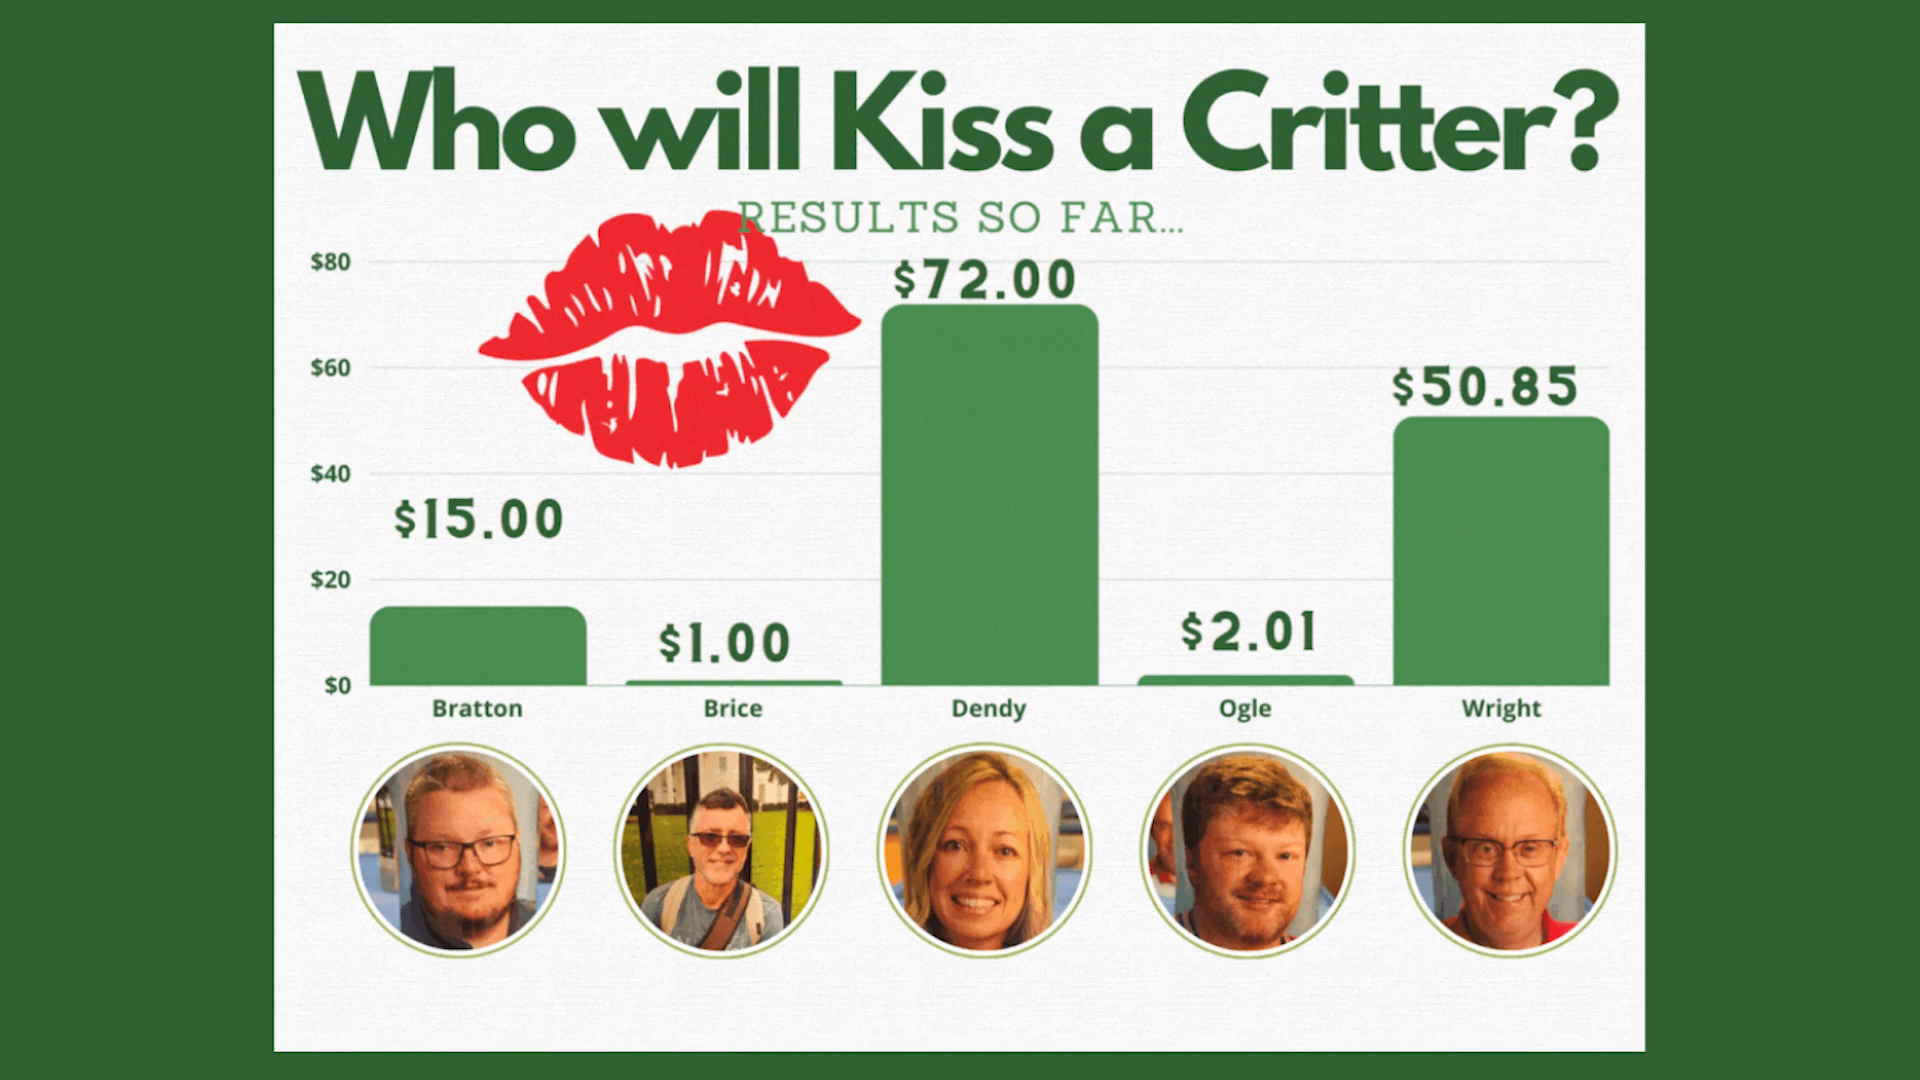 Who will Kiss a Critter?
RESULTS SO FAR...
$80
$72.00
$60
$50.85
$40
$15.00
$20
$1.00
$2.01
$0
Bratton
Brice
Dendy
Ogle
Wright